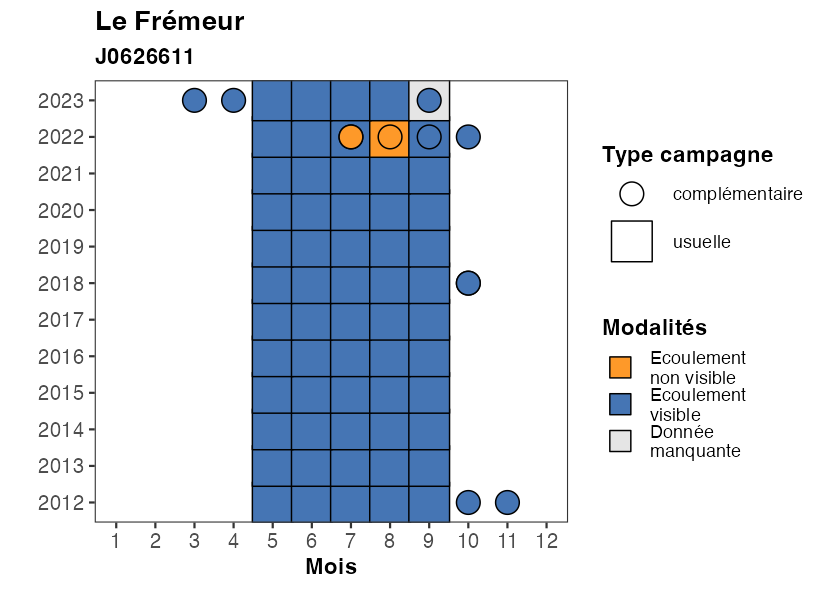 Le Frémeur
J0626611
2023
2022
2021
2020
2019
2018
2017
2016
2015
2014
2013
2012
1 2 3 4 5 6 7 8 9 10 11 12
Mois
Type campagne
complémentaire
usuelle
Modalités
Ecoulement
non visible
Ecoulement
visible
Donnée
manquante